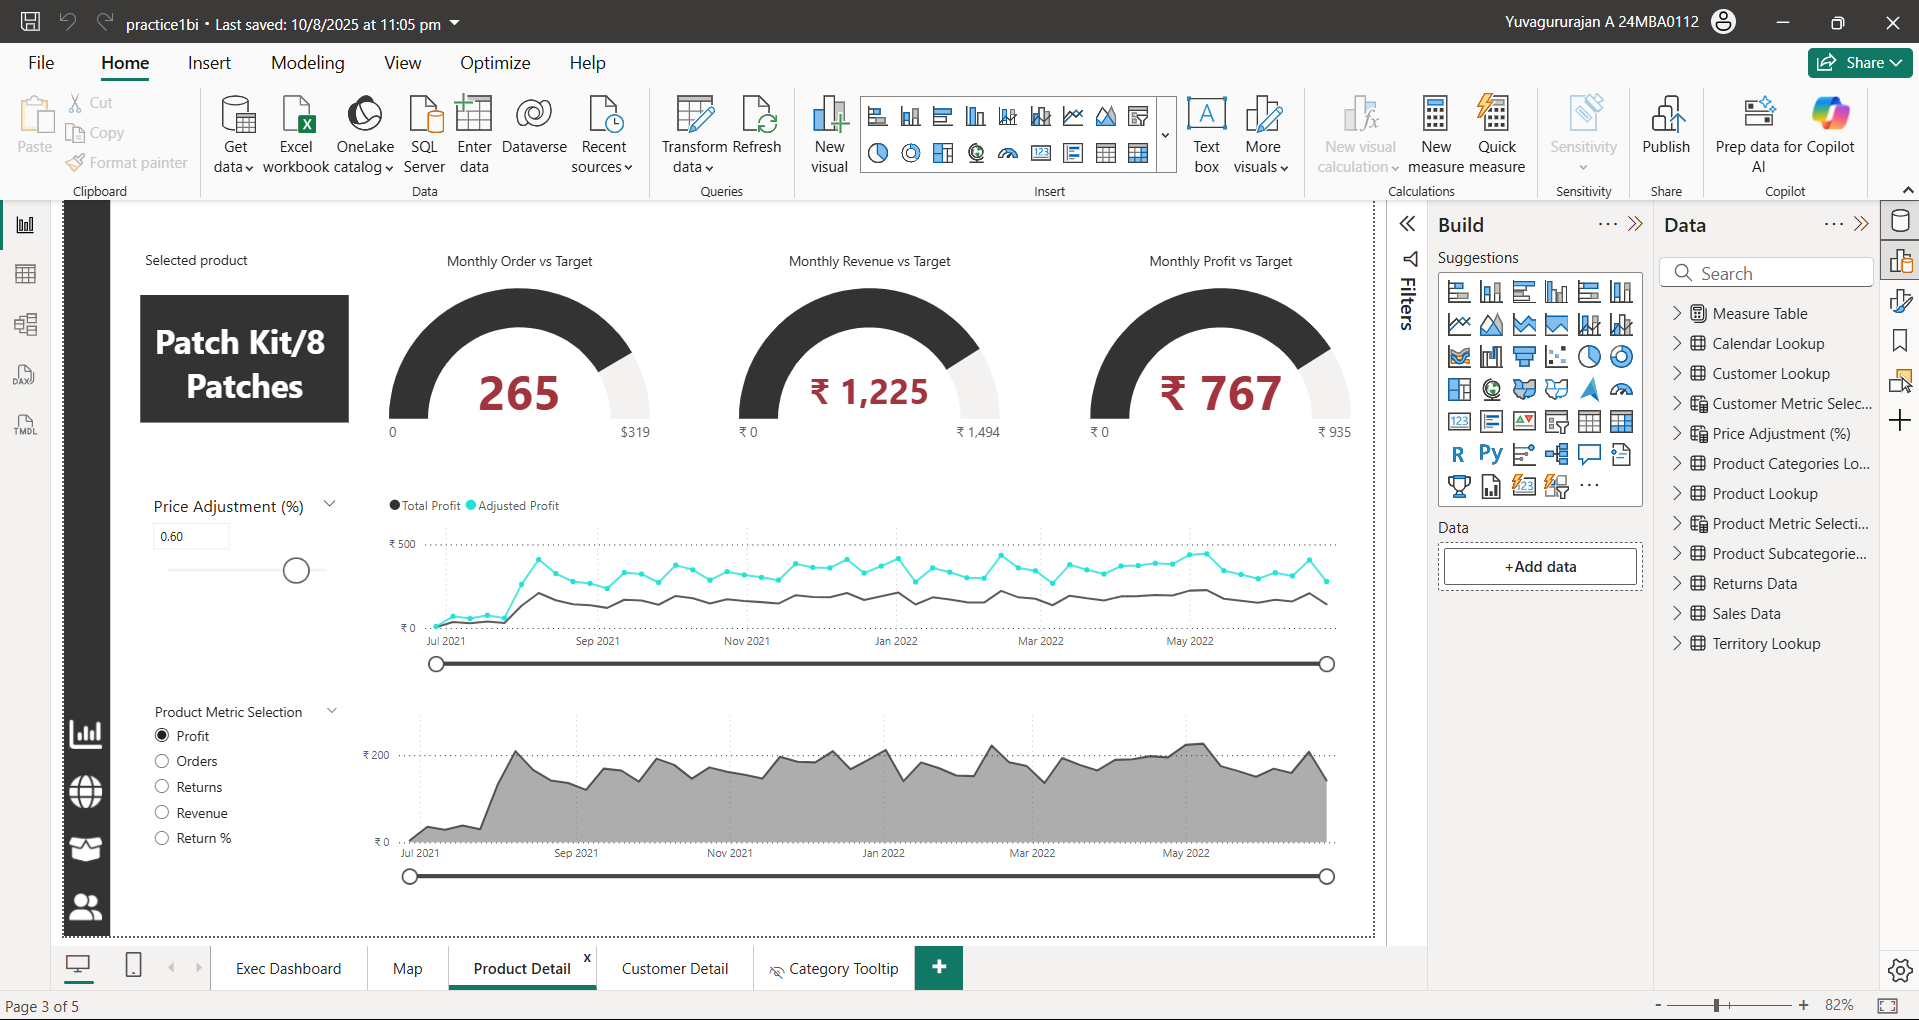 practice1bi • Last saved: 10/8/2025 at 11:05 pm
Yuvagururajan A 24MBA0112
File Home Insert Modeling View Optimize Help
Share
Paste
Cut
Copy
Format painter
Clipboard
Get data
Excel workbook
OneLake catalog
SQL Server
Enter data
Dataverse
Recent sources
Data
Transform data
Refresh
Queries
New visual
Text box
More visuals
Insert
New visual calculation
New measure
Quick measure
Calculations
Sensitivity
Sensitivity
Publish
Share
Prep data for AI
Copilot
Copilot
Selected product
Patch Kit/8
Patches
Monthly Order vs Target
265
0
$319
Monthly Revenue vs Target
₹ 1,225
₹ 0
₹ 1,494
Monthly Profit vs Target
₹ 767
₹ 0
₹ 935
Price Adjustment (%)
0.60
Total Profit Adjusted Profit
₹ 500
₹ 0
Jul 2021 Sep 2021 Nov 2021 Jan 2022 Mar 2022 May 2022
Product Metric Selection
Profit
Orders
Returns
Revenue
Return %
₹ 200
₹ 0
Jul 2021 Sep 2021 Nov 2021 Jan 2022 Mar 2022 May 2022
Filters
Build
Suggestions
R Py
Data
+Add data
Data
Search
Measure Table
Calendar Lookup
Customer Lookup
Customer Metric Selec...
Price Adjustment (%)
Product Categories Lo...
Product Lookup
Product Metric Selecti...
Product Subcategorie...
Returns Data
Sales Data
Territory Lookup
DAX
TMDL
Exec Dashboard
Map
Product Detail x
Customer Detail
Category Tooltip
+
Page 3 of 5
- + 82%